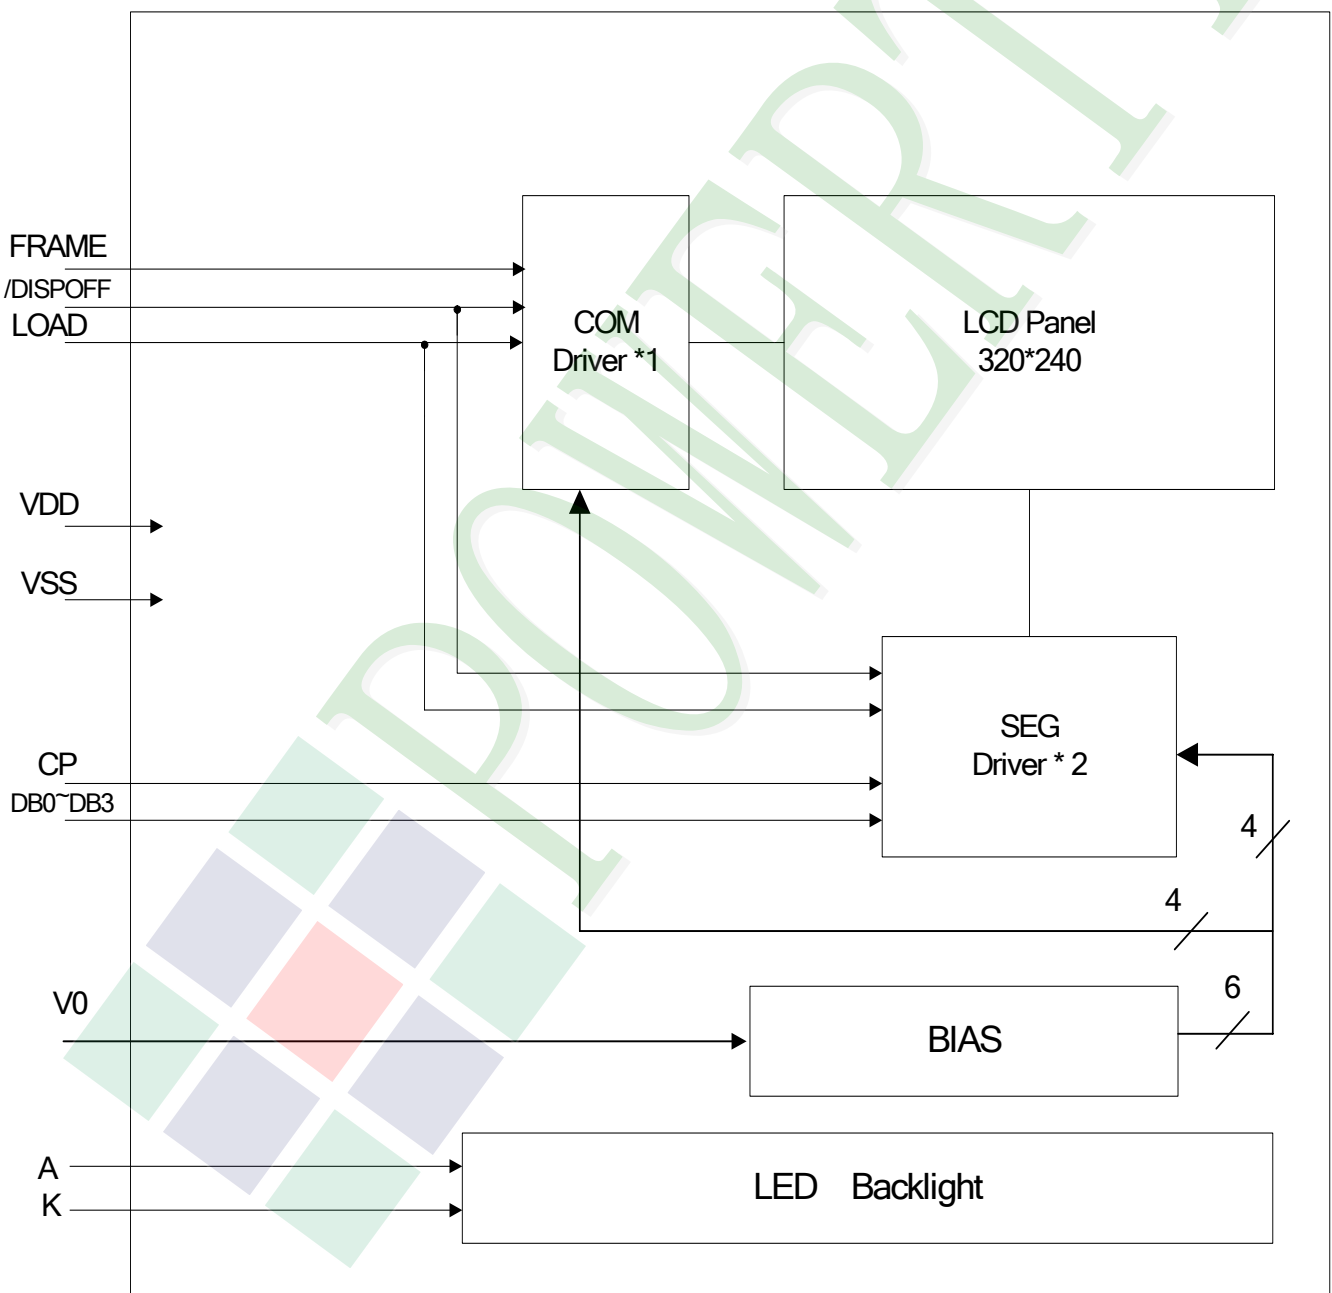 FRAME
/DISPOFF
LOAD
COM
Driver *1
LCD Panel
320*240
VDD
VSS
SEG
Driver * 2
CP
DB0~DB3
4
4
V0
6
BIAS
A
K
LED Backlight
POWERT